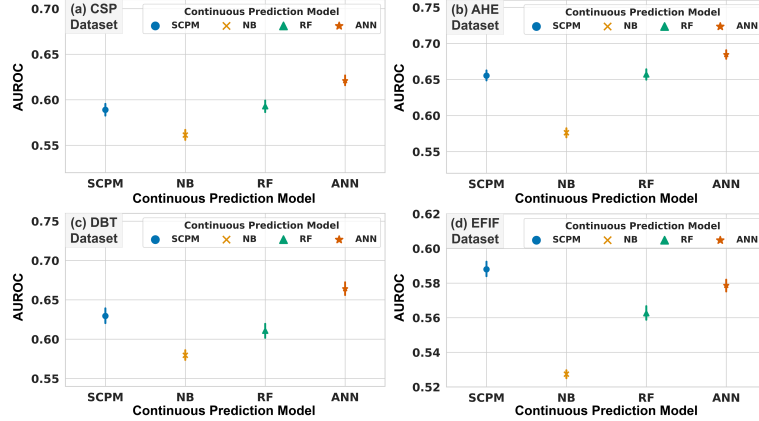 (a) CSP
Dataset
Continuous Prediction Model
SCPM NB RF ANN
0.70
0.65
0.60
0.55
AUROC
SCPM NB RF ANN
Continuous Prediction Model
(b) AHE
Dataset
Continuous Prediction Model
SCPM NB RF ANN
0.75
0.70
0.65
0.60
0.55
AUROC
SCPM NB RF ANN
Continuous Prediction Model
(c) DBT
Dataset
Continuous Prediction Model
SCPM NB RF ANN
0.75
0.70
0.65
0.60
0.55
AUROC
SCPM NB RF ANN
Continuous Prediction Model
(d) EFIF
Dataset
Continuous Prediction Model
SCPM NB RF ANN
0.62
0.60
0.58
0.56
0.54
0.52
AUROC
SCPM NB RF ANN
Continuous Prediction Model